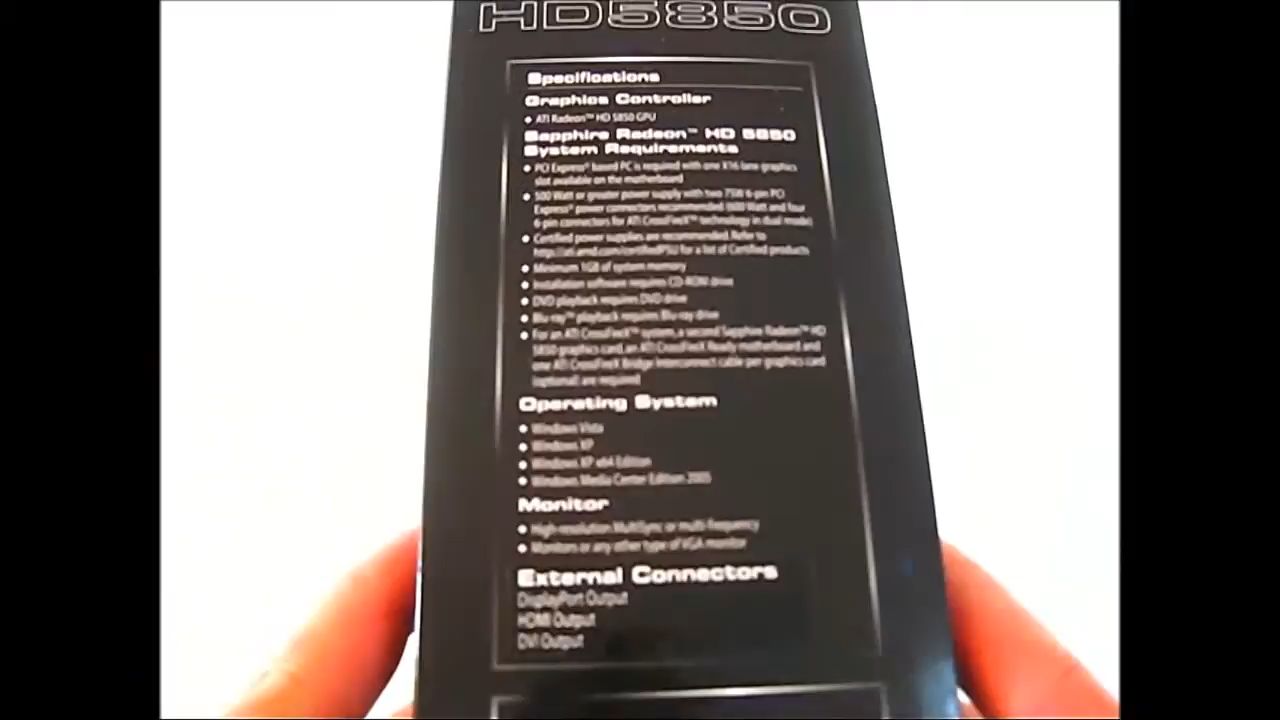 HD5850
Specifications
Graphics Controller
• ATI Radeon™ HD 5850 GPU
Sapphire Radeon™ HD 5850
System Requirements
• PCI Express® based PC is required with one X16 lane graphics
slot available on the motherboard
• 500 Watt or greater power supply with two 75W 6-pin PCI
Express® power connectors recommended (600 Watt and four
6-pin connectors for ATI CrossFireX™ technology in dual mode)
• Certified power supplies are recommended. Refer to
http://ati.amd.com/certifiedPSU for a list of Certified products
• Minimum 1GB of system memory
• Installation software requires CD-ROM drive
• DVD playback requires DVD drive
• Blu-ray™ playback requires Blu-ray drive
• For an ATI CrossFireX™ system, a second Sapphire Radeon™ HD
5850 graphics card, an ATI CrossFireX Ready motherboard and
one ATI CrossFireX Bridge Interconnect cable per graphics card
(optional) are required
Operating System
• Windows Vista
• Windows XP
• Windows XP x64 Edition
• Windows Media Center Edition 2005
Monitor
• High-resolution MultiSync or multi-frequency
• Monitors or any other type of VGA monitor
External Connectors
DisplayPort Output
HDMI Output
DVI Output